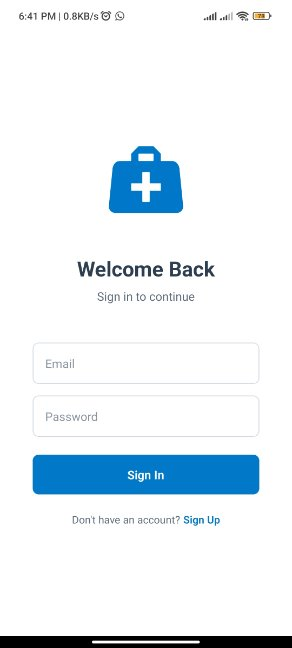 6:41 PM | 0.8KB/s
78
Welcome Back
Sign in to continue
Email
Password
Sign In
Don't have an account? Sign Up